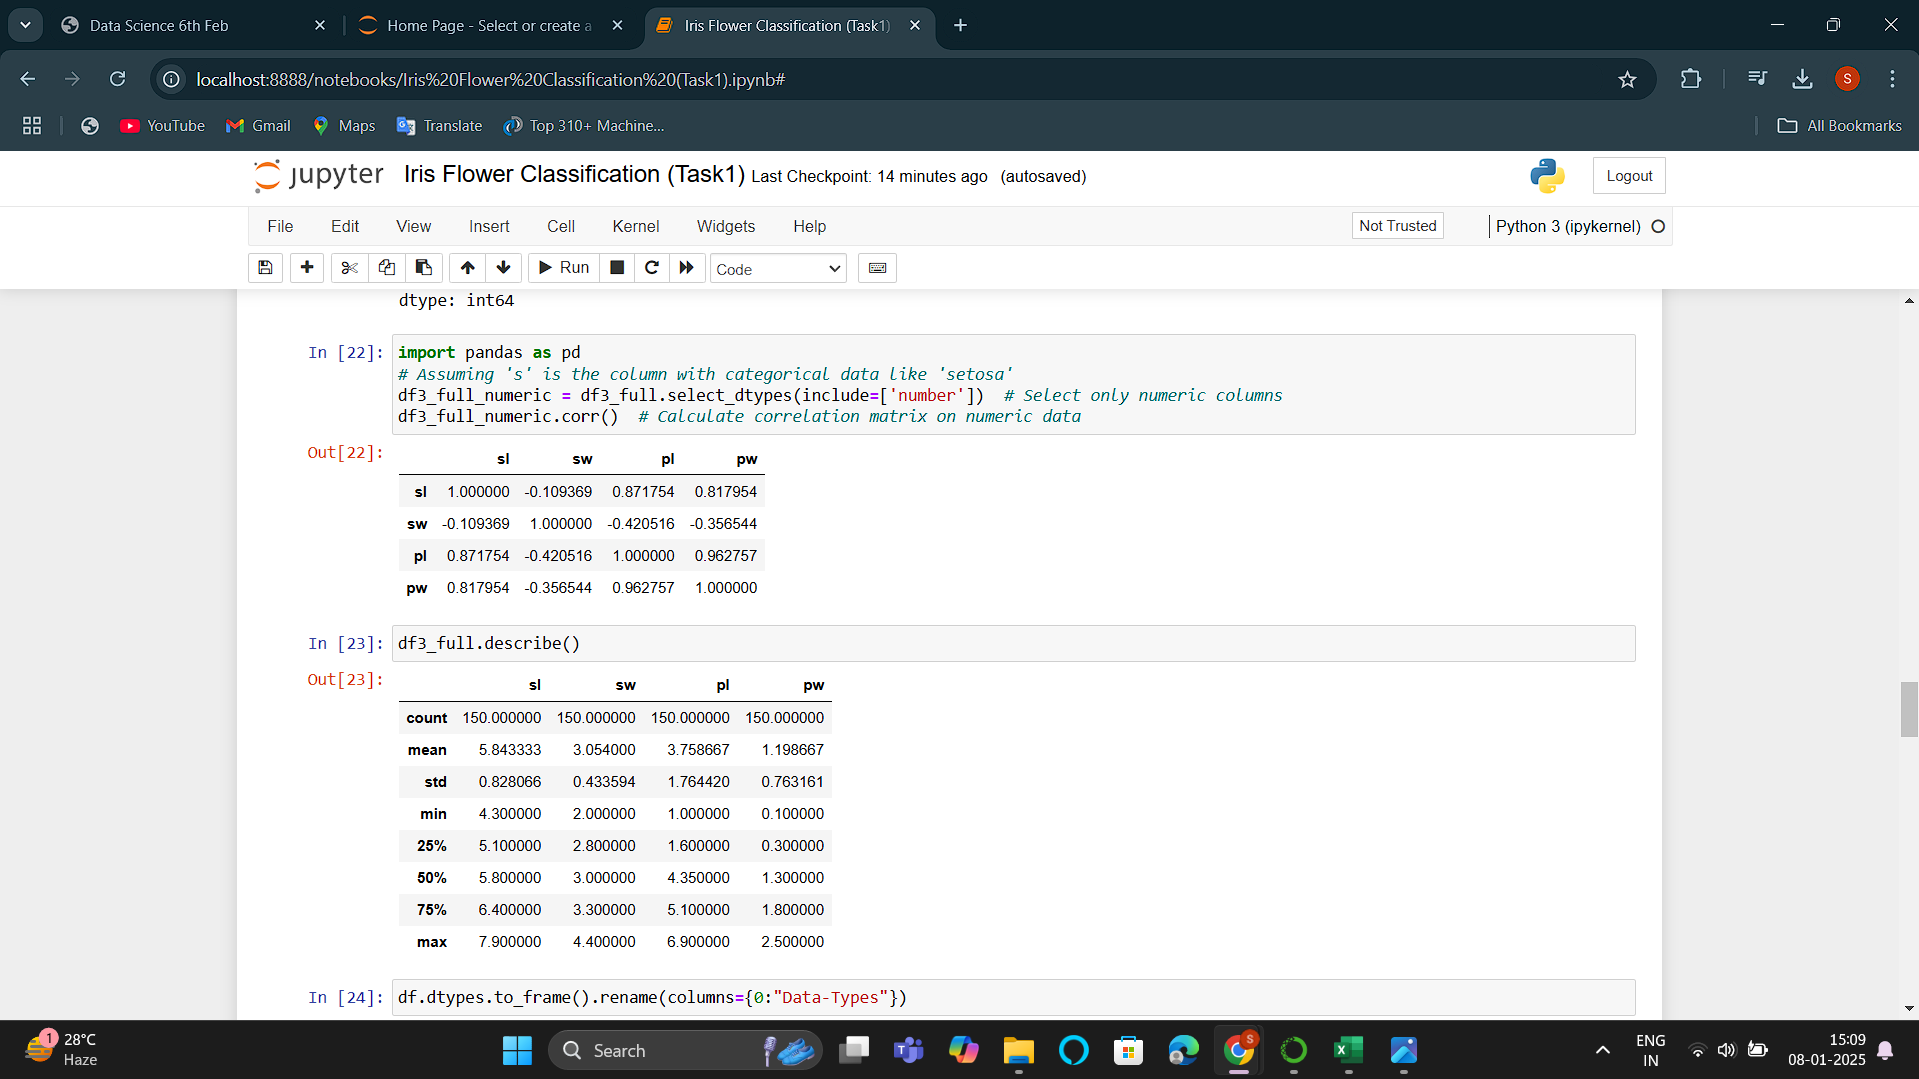 Data Science 6th Feb
Home Page - Select or create a
Iris Flower Classification (Task1)
localhost:8888/notebooks/Iris%20Flower%20Classification%20(Task1).ipynb#
S
YouTube Gmail Maps Translate Top 310+ Machine... All Bookmarks
jupyter Iris Flower Classification (Task1) Last Checkpoint: 14 minutes ago (autosaved) Logout
File Edit View Insert Cell Kernel Widgets Help Not Trusted Python 3 (ipykernel)
Run Code
dtype: int64
In [22]: import pandas as pd
# Assuming 's' is the column with categorical data like 'setosa'
df3_full_numeric = df3_full.select_dtypes(include=['number']) # Select only numeric columns
df3_full_numeric.corr() # Calculate correlation matrix on numeric data
Out[22]:
sl sw pl pw
sl 1.000000 -0.109369 0.871754 0.817954
sw -0.109369 1.000000 -0.420516 -0.356544
pl 0.871754 -0.420516 1.000000 0.962757
pw 0.817954 -0.356544 0.962757 1.000000
In [23]: df3_full.describe()
Out[23]:
sl sw pl pw
count 150.000000 150.000000 150.000000 150.000000
mean 5.843333 3.054000 3.758667 1.198667
std 0.828066 0.433594 1.764420 0.763161
min 4.300000 2.000000 1.000000 0.100000
25% 5.100000 2.800000 1.600000 0.300000
50% 5.800000 3.000000 4.350000 1.300000
75% 6.400000 3.300000 5.100000 1.800000
max 7.900000 4.400000 6.900000 2.500000
In [24]: df.dtypes.to_frame().rename(columns={0:"Data-Types"})
1 28°C
Haze
Search
S
ENG
IN
15:09
08-01-2025